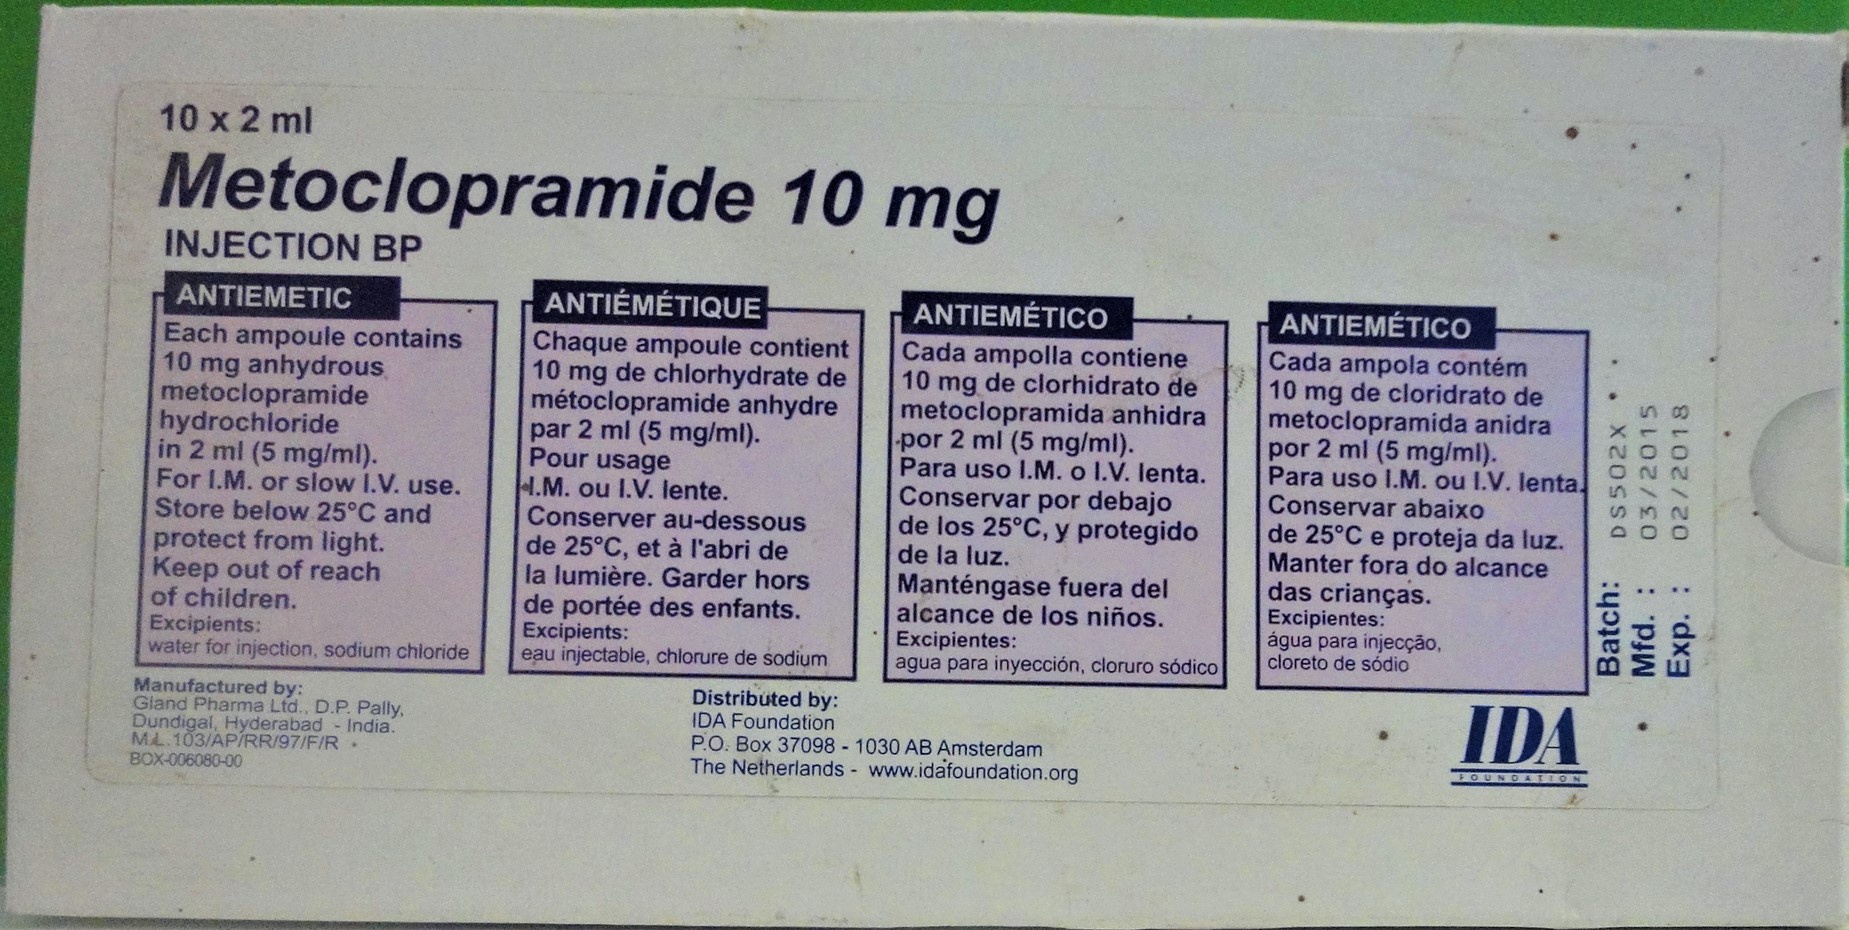 10 x 2 ml
Metoclopramide 10 mg
INJECTION BP
ANTIEMETIC
Each ampoule contains
10 mg anhydrous
metoclopramide
hydrochloride
in 2 ml (5 mg/ml).
For I.M. or slow I.V. use.
Store below 25°C and
protect from light.
Keep out of reach
of children.
Excipients:
water for injection, sodium chloride
ANTIÉMÉTIQUE
Chaque ampoule contient
10 mg de chlorhydrate de
métoclopramide anhydre
par 2 ml (5 mg/ml).
Pour usage
I.M. ou I.V. lente.
Conserver au-dessous
de 25°C, et à l'abri de
la lumière. Garder hors
de portée des enfants.
Excipients:
eau injectable, chlorure de sodium
ANTIEMÉTICO
Cada ampolla contiene
10 mg de clorhidrato de
metoclopramida anhidra
por 2 ml (5 mg/ml).
Para uso I.M. o I.V. lenta.
Conservar por debajo
de los 25°C, y protegido
de la luz.
Manténgase fuera del
alcance de los niños.
Excipientes:
agua para inyección, cloruro sódico
ANTIEMÉTICO
Cada ampola contém
10 mg de cloridrato de
metoclopramida anidra
por 2 ml (5 mg/ml).
Para uso I.M. ou I.V. lenta.
Conservar abaixo
de 25°C e proteja da luz.
Manter fora do alcance
das crianças.
Excipientes:
água para injecção,
cloreto de sódio
Batch: DS502X
Mfd. : 03/2015
Exp. : 02/2018
Manufactured by:
Gland Pharma Ltd., D.P. Pally,
Dundigal, Hyderabad - India.
M.L.103/AP/RR/97/F/R
BOX-006080-00
Distributed by:
IDA Foundation
P.O. Box 37098 - 1030 AB Amsterdam
The Netherlands - www.idafoundation.org
IDA
FOUNDATION